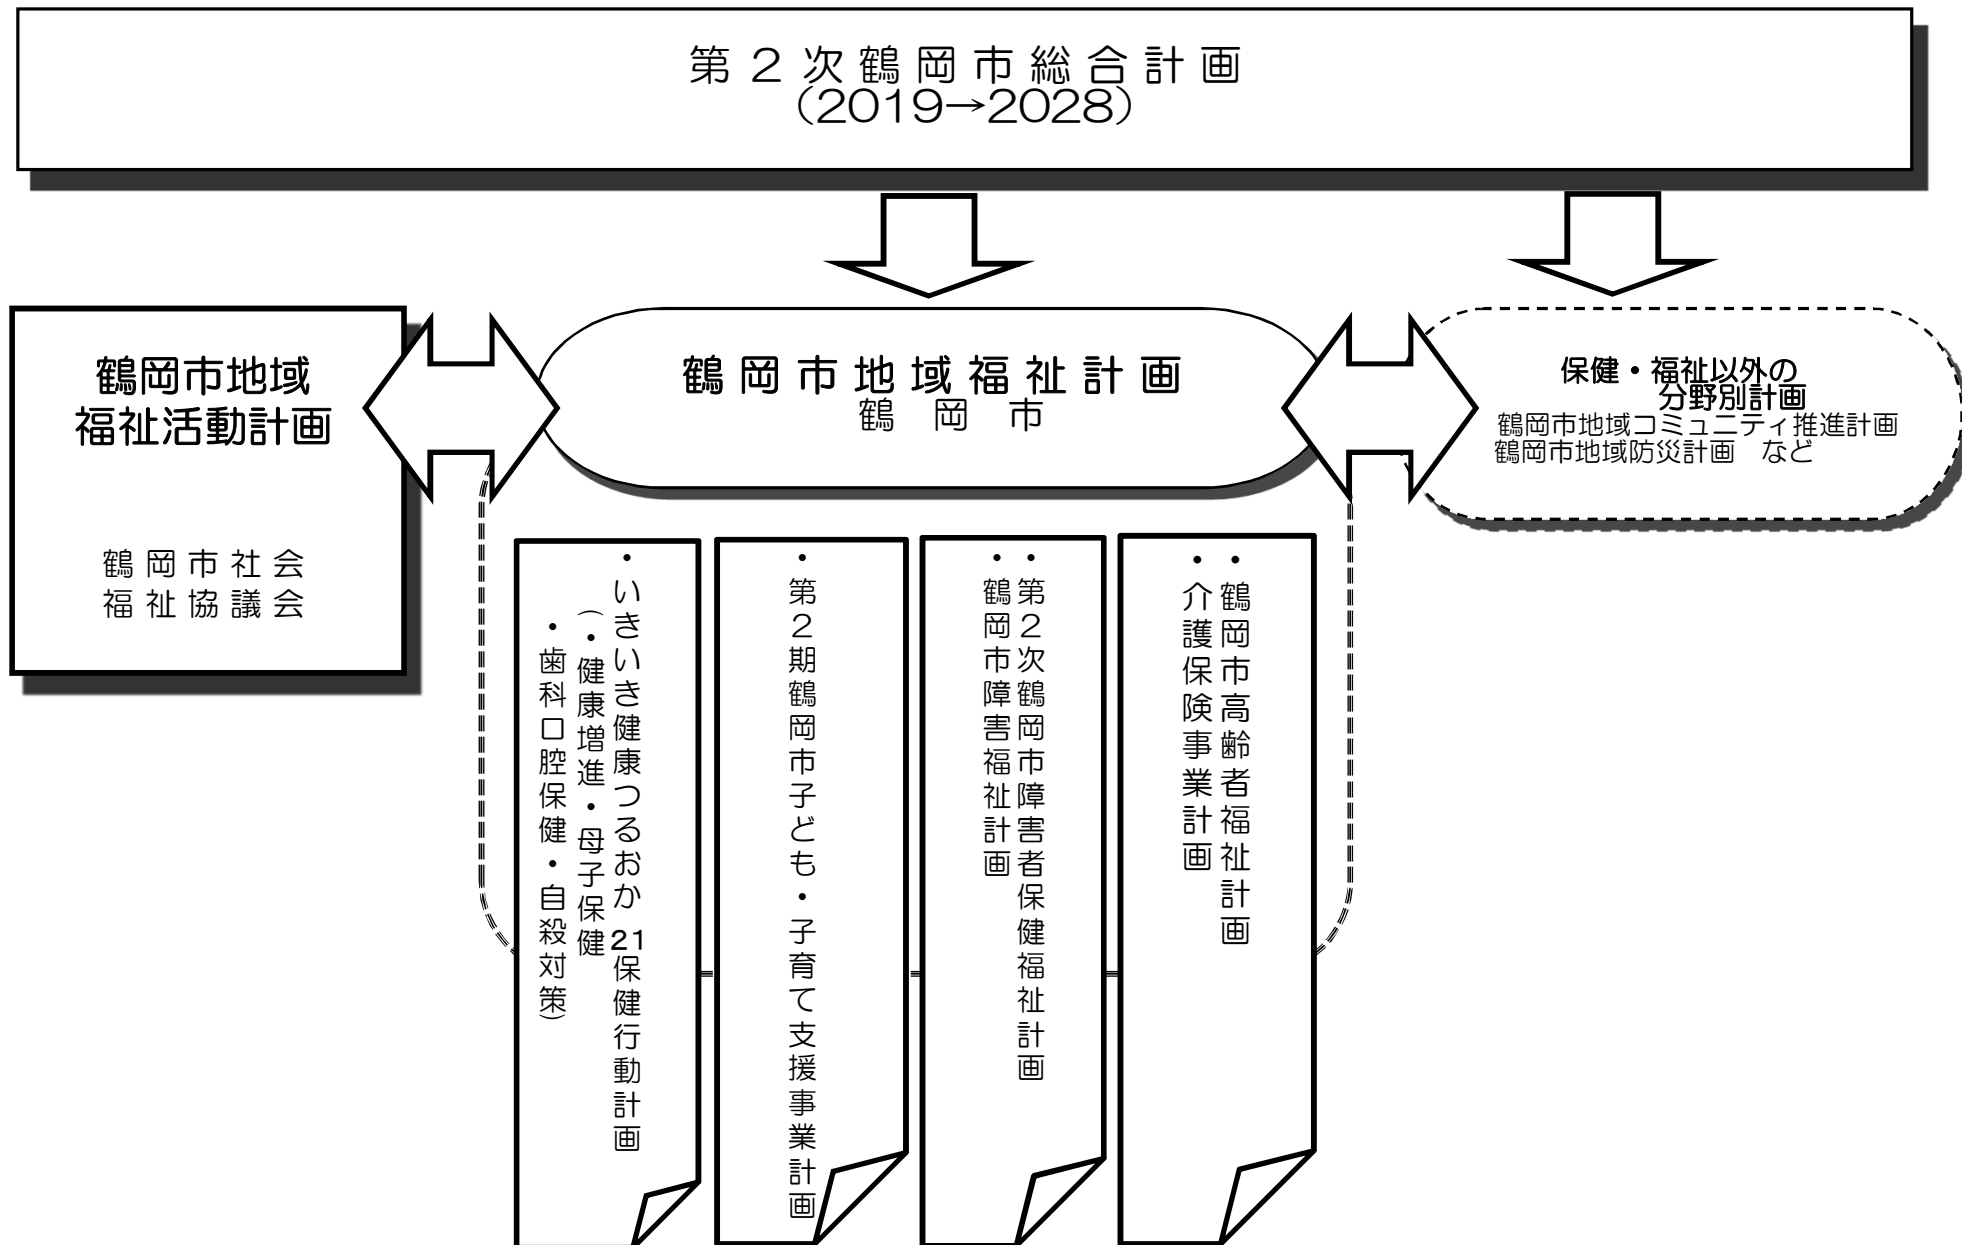 第２次鶴岡市総合計画
（2019→2028）
鶴岡市地域
福祉活動計画
鶴岡市社会
福祉協議会
鶴岡市地域福祉計画
鶴岡市
保健・福祉以外の
分野別計画
鶴岡市地域コミュニティ推進計画
鶴岡市地域防災計画　など
・鶴岡市高齢者福祉計画
・介護保険事業計画
・第２次鶴岡市障害者保健福祉計画
・鶴岡市障害福祉計画
・第２期鶴岡市子ども・子育て支援事業計画
・いきいき健康つるおか21保健行動計画
（・健康増進・母子保健
・歯科口腔保健・自殺対策）